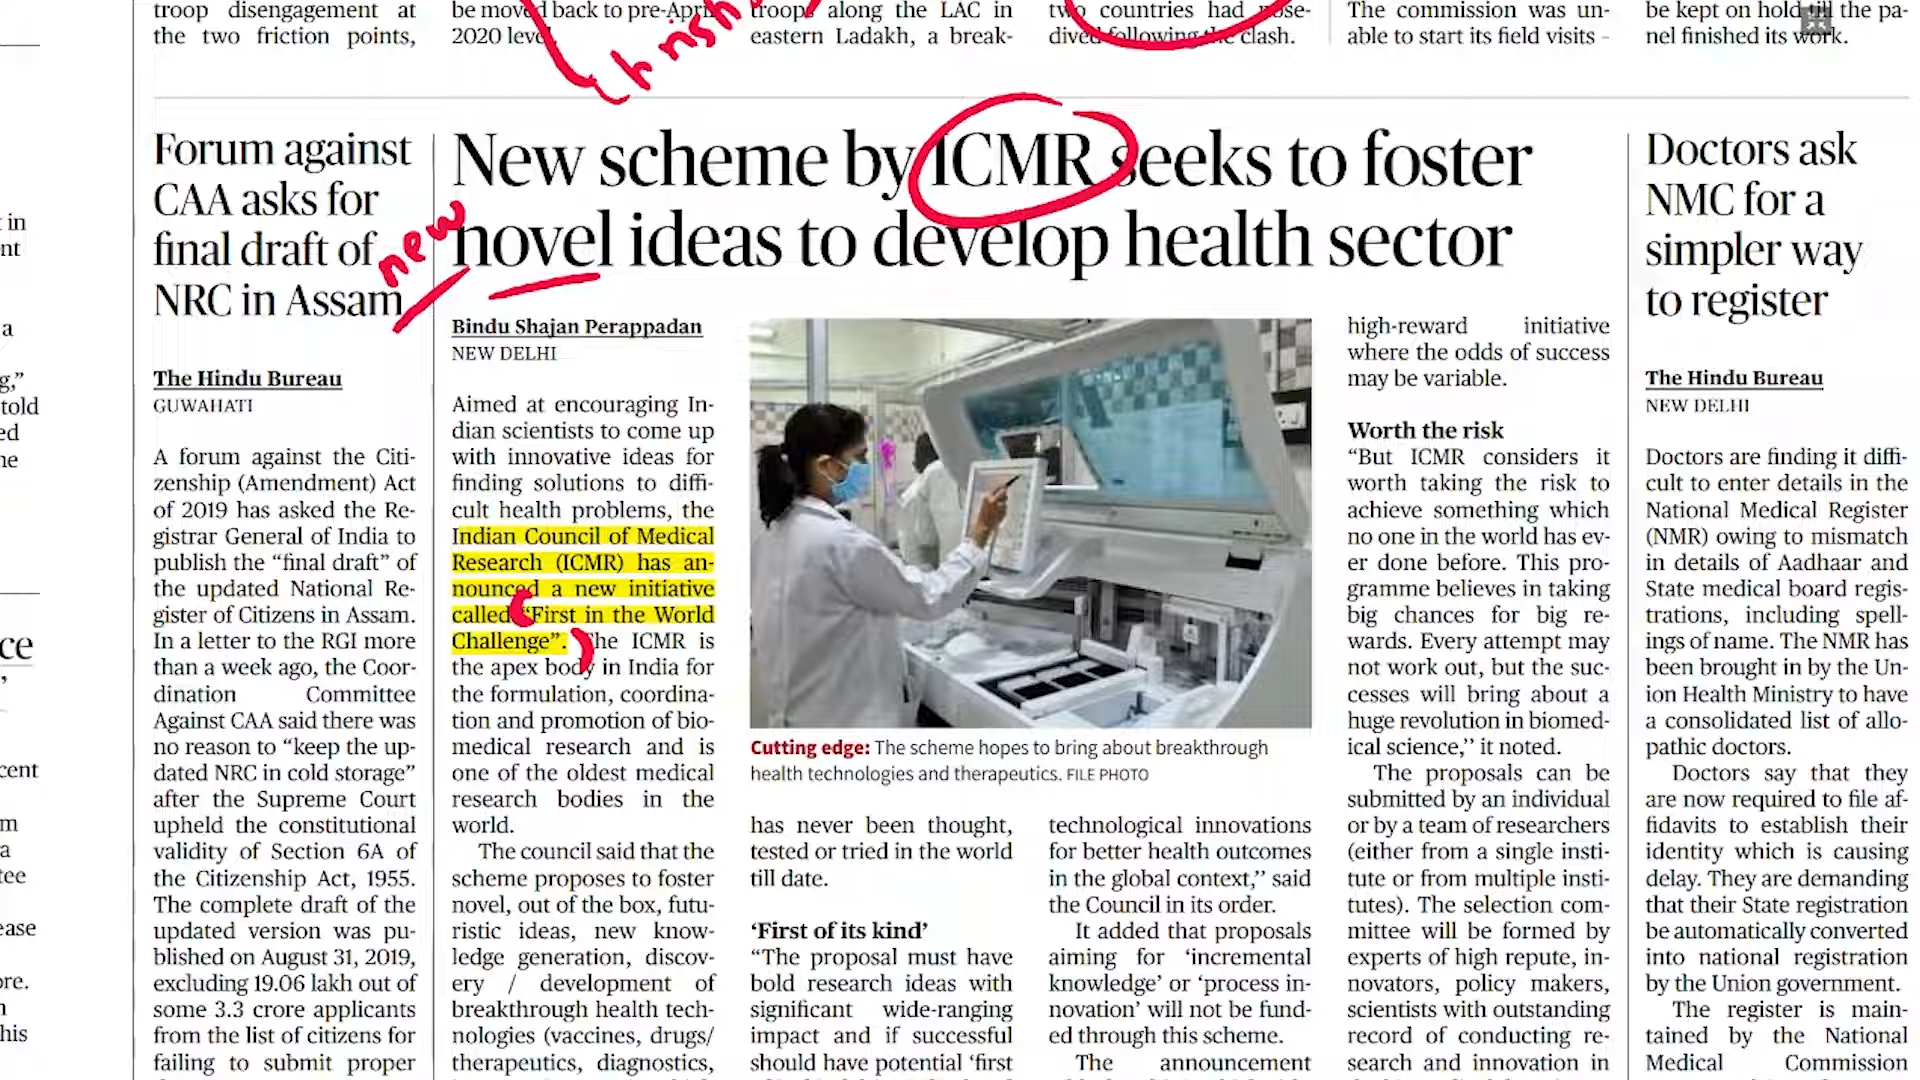 troop disengagement at
the two friction points,
be moved back to pre-April
2020 level
troops along the LAC in
eastern Ladakh, a break-
two countries had nose-
dived following the clash.
The commission was un-
able to start its field visits -
be kept on hold till the pa-
nel finished its work.
Forum against
CAA asks for
final draft of
NRC in Assam
The Hindu Bureau
GUWAHATI
A forum against the Citi-
zenship (Amendment) Act
of 2019 has asked the Re-
gistrar General of India to
publish the “final draft” of
the updated National Re-
gister of Citizens in Assam.
In a letter to the RGI more
than a week ago, the Coor-
dination Committee
Against CAA said there was
no reason to “keep the up-
dated NRC in cold storage”
after the Supreme Court
upheld the constitutional
validity of Section 6A of
the Citizenship Act, 1955.
The complete draft of the
updated version was pu-
blished on August 31, 2019,
excluding 19.06 lakh out of
some 3.3 crore applicants
from the list of citizens for
failing to submit proper
new
New scheme by ICMR seeks to foster
novel ideas to develop health sector
Bindu Shajan Perappadan
NEW DELHI
Aimed at encouraging In-
dian scientists to come up
with innovative ideas for
finding solutions to diffi-
cult health problems, the
Indian Council of Medical
Research (ICMR) has an-
nounced a new initiative
called “First in the World
Challenge”. The ICMR is
the apex body in India for
the formulation, coordina-
tion and promotion of bio-
medical research and is
one of the oldest medical
research bodies in the
world.
The council said that the
scheme proposes to foster
novel, out of the box, futu-
ristic ideas, new know-
ledge generation, discov-
ery / development of
breakthrough health tech-
nologies (vaccines, drugs/
therapeutics, diagnostics,
Cutting edge: The scheme hopes to bring about breakthrough
health technologies and therapeutics. FILE PHOTO
has never been thought,
tested or tried in the world
till date.
‘First of its kind’
“The proposal must have
bold research ideas with
significant wide-ranging
impact and if successful
should have potential ‘first
technological innovations
for better health outcomes
in the global context,” said
the Council in its order.
It added that proposals
aiming for ‘incremental
knowledge’ or ‘process in-
novation’ will not be fund-
ed through this scheme.
The announcement
high-reward initiative
where the odds of success
may be variable.
Worth the risk
“But ICMR considers it
worth taking the risk to
achieve something which
no one in the world has ev-
er done before. This pro-
gramme believes in taking
big chances for big re-
wards. Every attempt may
not work out, but the suc-
cesses will bring about a
huge revolution in biomed-
ical science,” it noted.
The proposals can be
submitted by an individual
or by a team of researchers
(either from a single insti-
tute or from multiple insti-
tutes). The selection com-
mittee will be formed by
experts of high repute, in-
novators, policy makers,
scientists with outstanding
record of conducting re-
search and innovation in
Doctors ask
NMC for a
simpler way
to register
The Hindu Bureau
NEW DELHI
Doctors are finding it diffi-
cult to enter details in the
National Medical Register
(NMR) owing to mismatch
in details of Aadhaar and
State medical board regis-
trations, including spell-
ings of name. The NMR has
been brought in by the Un-
ion Health Ministry to have
a consolidated list of allo-
pathic doctors.
Doctors say that they
are now required to file af-
fidavits to establish their
identity which is causing
delay. They are demanding
that their State registration
be automatically converted
into national registration
by the Union government.
The register is main-
tained by the National
Medical Commission